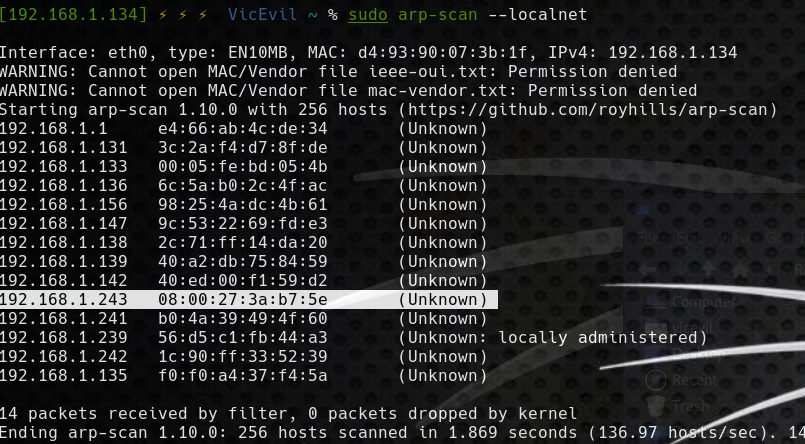 [192.168.1.134] ⚡ ⚡ ⚡ VicEvil ~ % sudo arp-scan --localnet
Interface: eth0, type: EN10MB, MAC: d4:93:90:07:3b:1f, IPv4: 192.168.1.134
WARNING: Cannot open MAC/Vendor file ieee-oui.txt: Permission denied
WARNING: Cannot open MAC/Vendor file mac-vendor.txt: Permission denied
Starting arp-scan 1.10.0 with 256 hosts (https://github.com/royhills/arp-scan)
192.168.1.1 e4:66:ab:4c:de:34 (Unknown)
192.168.1.131 3c:2a:f4:d7:8f:de (Unknown)
192.168.1.133 00:05:fe:bd:05:4b (Unknown)
192.168.1.136 6c:5a:b0:2c:4f:ac (Unknown)
192.168.1.156 98:25:4a:dc:4b:61 (Unknown)
192.168.1.147 9c:53:22:69:fd:e3 (Unknown)
192.168.1.138 2c:71:ff:14:da:20 (Unknown)
192.168.1.139 40:a2:db:75:84:59 (Unknown)
192.168.1.142 40:ed:00:f1:59:d2 (Unknown)
192.168.1.243 08:00:27:3a:b7:5e (Unknown)
192.168.1.241 b0:4a:39:49:4f:60 (Unknown)
192.168.1.239 56:d5:c1:fb:44:a3 (Unknown: locally administered)
192.168.1.242 1c:90:ff:33:52:39 (Unknown)
192.168.1.135 f0:f0:a4:37:f4:5a (Unknown)
14 packets received by filter, 0 packets dropped by kernel
Ending arp-scan 1.10.0: 256 hosts scanned in 1.869 seconds (136.97 hosts/sec). 14
File Edit View Go
Computer
Desktop
Recent
Trash